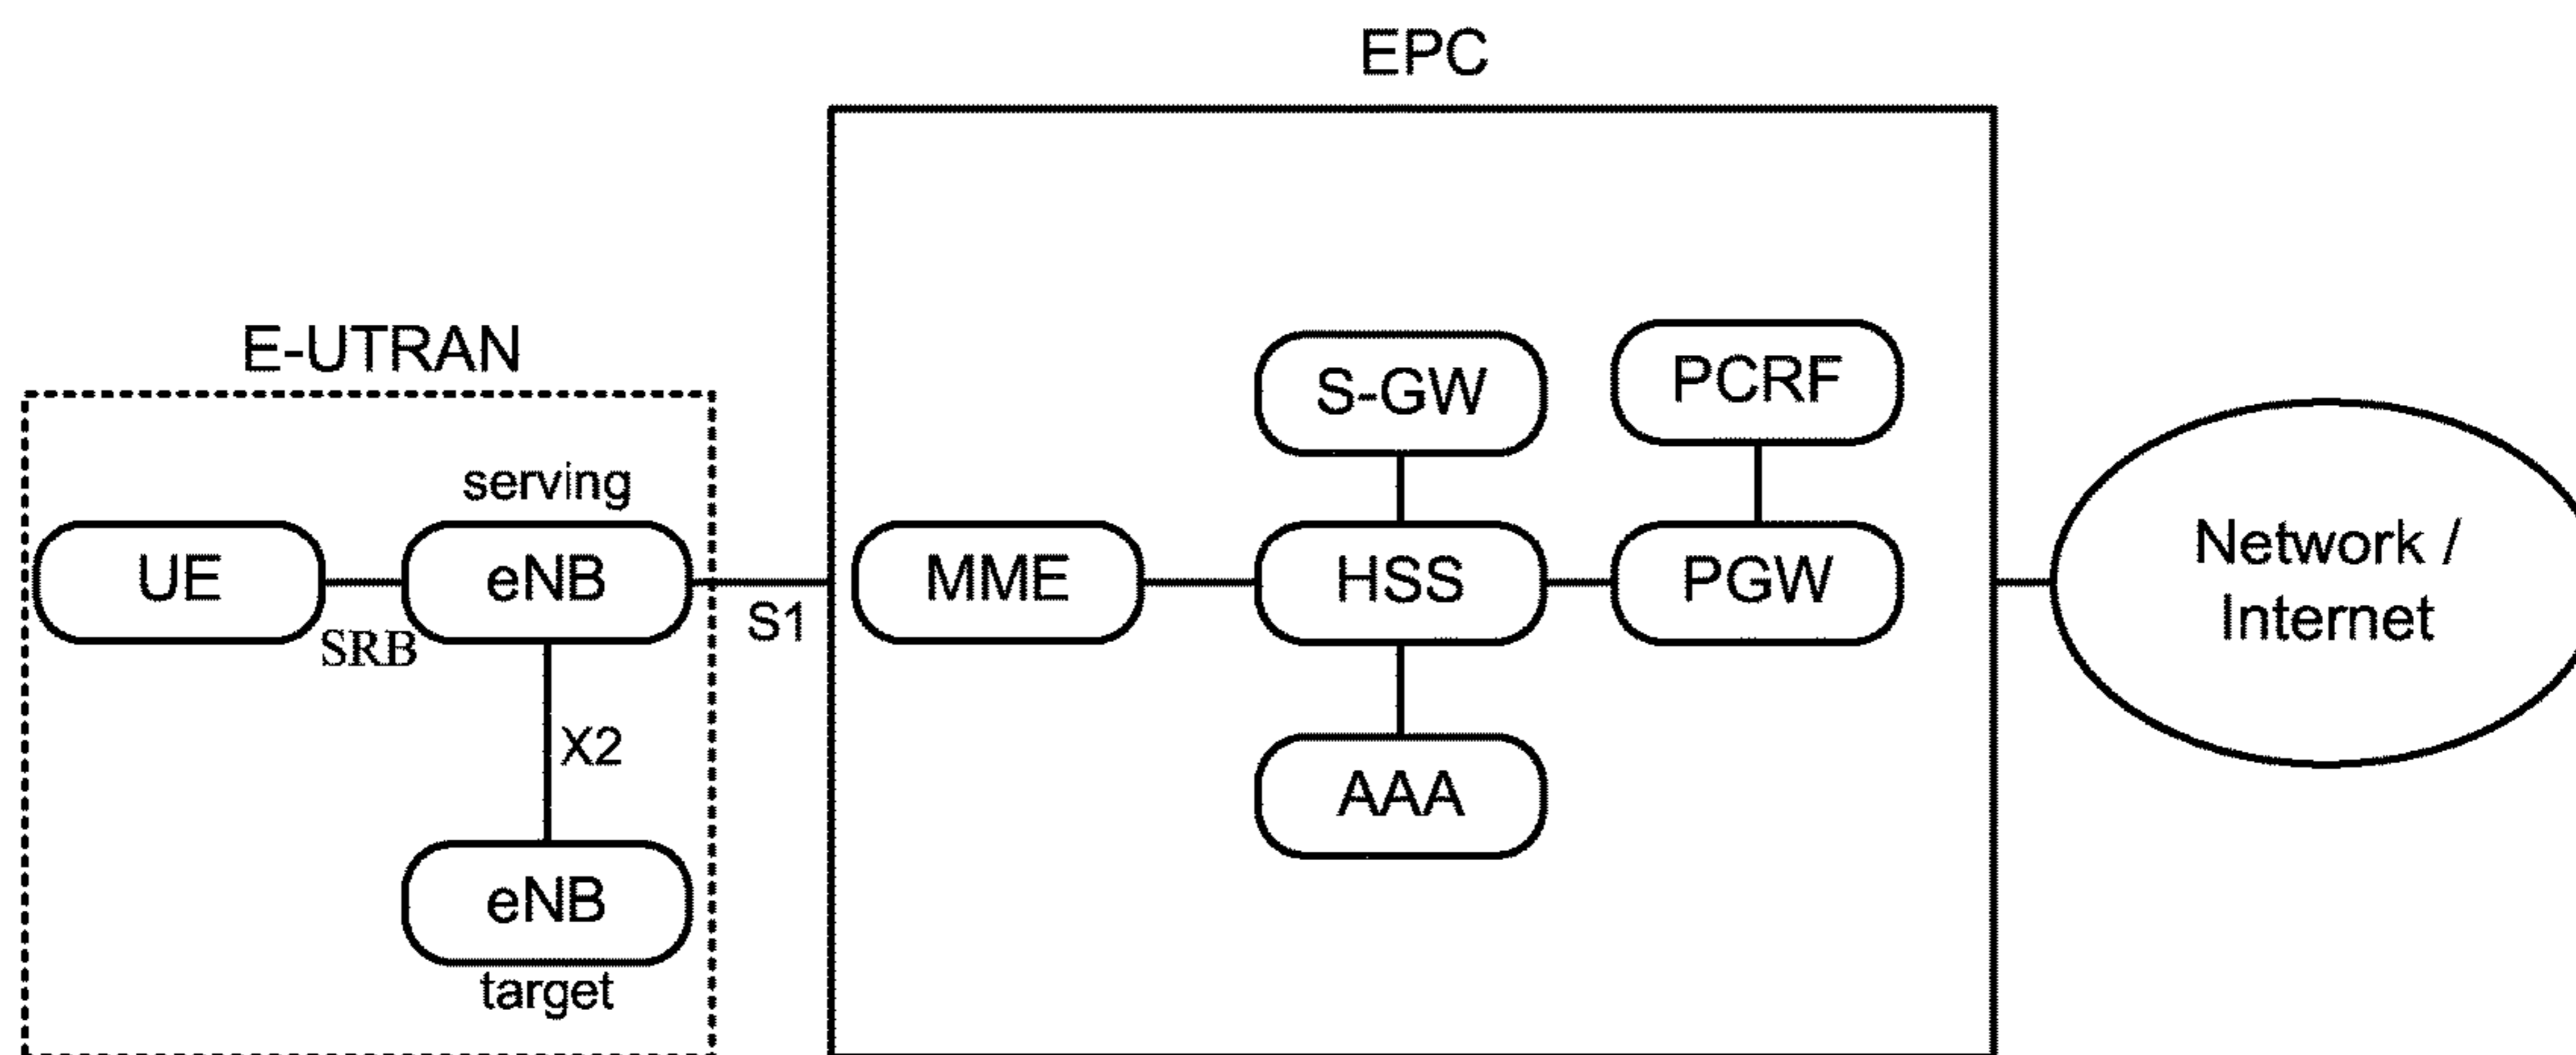 EPC
E-UTRAN
S-GW
PCRF
serving
UE
eNB
MME
HSS
PGW
Network /
Internet
SRB
S1
X2
AAA
eNB
target